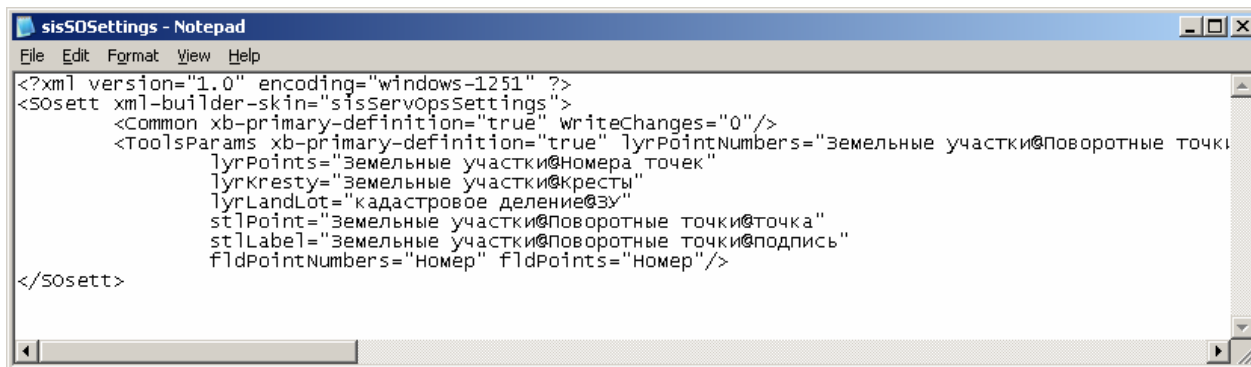 sisSOSettings - Notepad
File Edit Format View Help
<?xml version="1.0" encoding="windows-1251" ?>
<SOsett xml-builder-skin="sisServOpsSettings">
<Common xb-primary-definition="true" WriteChanges="0"/>
<ToolsParams xb-primary-definition="true" lyrPointNumbers="Земельные участки@Поворотные точки
lyrPoints="Земельные участки@Номера точек"
lyrKresty="Земельные участки@Кресты"
lyrLandLot="кадастровое деление@ЗУ"
stlPoint="Земельные участки@Поворотные точки@точка"
stlLabel="Земельные участки@Поворотные точки@подпись"
fldPointNumbers="Номер" fldPoints="Номер"/>
</SOsett>